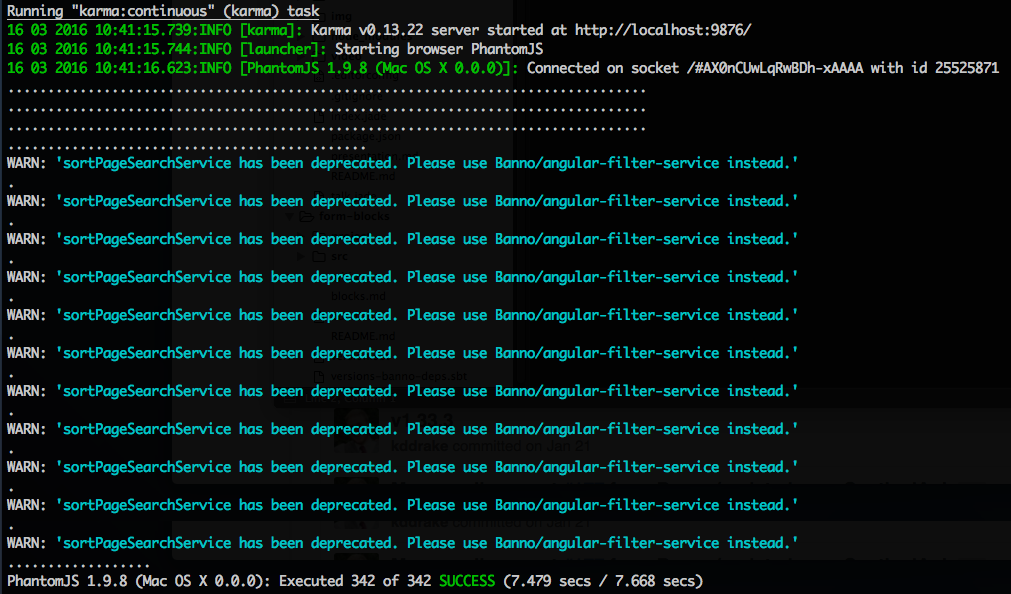 Running "karma:continuous" (karma) task
16 03 2016 10:41:15.739:INFO [karma]: Karma v0.13.22 server started at http://localhost:9876/
16 03 2016 10:41:15.744:INFO [launcher]: Starting browser PhantomJS
16 03 2016 10:41:16.623:INFO [PhantomJS 1.9.8 (Mac OS X 0.0.0)]: Connected on socket /#AX0nCUwLqRwBDh-xAAAA with id 25525871
................................................................................
................................................................................
................................................................................
.............................................
WARN: 'sortPageSearchService has been deprecated. Please use Banno/angular-filter-service instead.'
.
WARN: 'sortPageSearchService has been deprecated. Please use Banno/angular-filter-service instead.'
.
WARN: 'sortPageSearchService has been deprecated. Please use Banno/angular-filter-service instead.'
.
WARN: 'sortPageSearchService has been deprecated. Please use Banno/angular-filter-service instead.'
.
WARN: 'sortPageSearchService has been deprecated. Please use Banno/angular-filter-service instead.'
.
WARN: 'sortPageSearchService has been deprecated. Please use Banno/angular-filter-service instead.'
.
WARN: 'sortPageSearchService has been deprecated. Please use Banno/angular-filter-service instead.'
.
WARN: 'sortPageSearchService has been deprecated. Please use Banno/angular-filter-service instead.'
.
WARN: 'sortPageSearchService has been deprecated. Please use Banno/angular-filter-service instead.'
.
WARN: 'sortPageSearchService has been deprecated. Please use Banno/angular-filter-service instead.'
.
WARN: 'sortPageSearchService has been deprecated. Please use Banno/angular-filter-service instead.'
..................
PhantomJS 1.9.8 (Mac OS X 0.0.0): Executed 342 of 342 SUCCESS (7.479 secs / 7.668 secs)